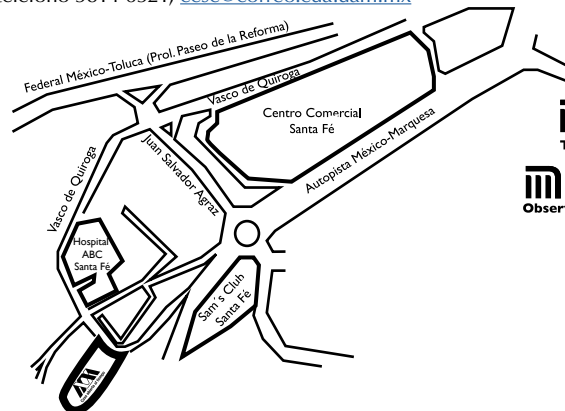 Federal México-Toluca (Prol. Paseo de la Reforma)
Vasco de Quiroga
Centro Comercial
Santa Fé
Juan Salvador Agraz
Autopista México-Marquesa
Vasco de Quiroga
Hospital
ABC
Santa Fé
Sam´s Club
Santa Fé
Observ